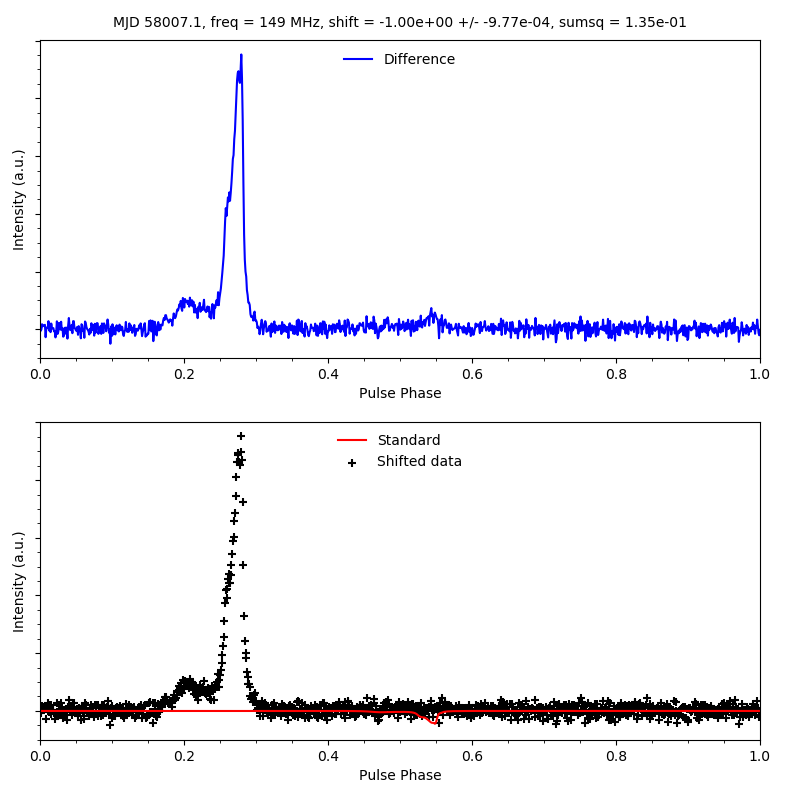 MJD 58007.1, freq = 149 MHz, shift = -1.00e+00 +/- -9.77e-04, sumsq = 1.35e-01
Difference
Intensity (a.u.)
0.0 0.2 0.4 0.6 0.8 1.0
Pulse Phase
Standard
Shifted data
Intensity (a.u.)
0.0 0.2 0.4 0.6 0.8 1.0
Pulse Phase